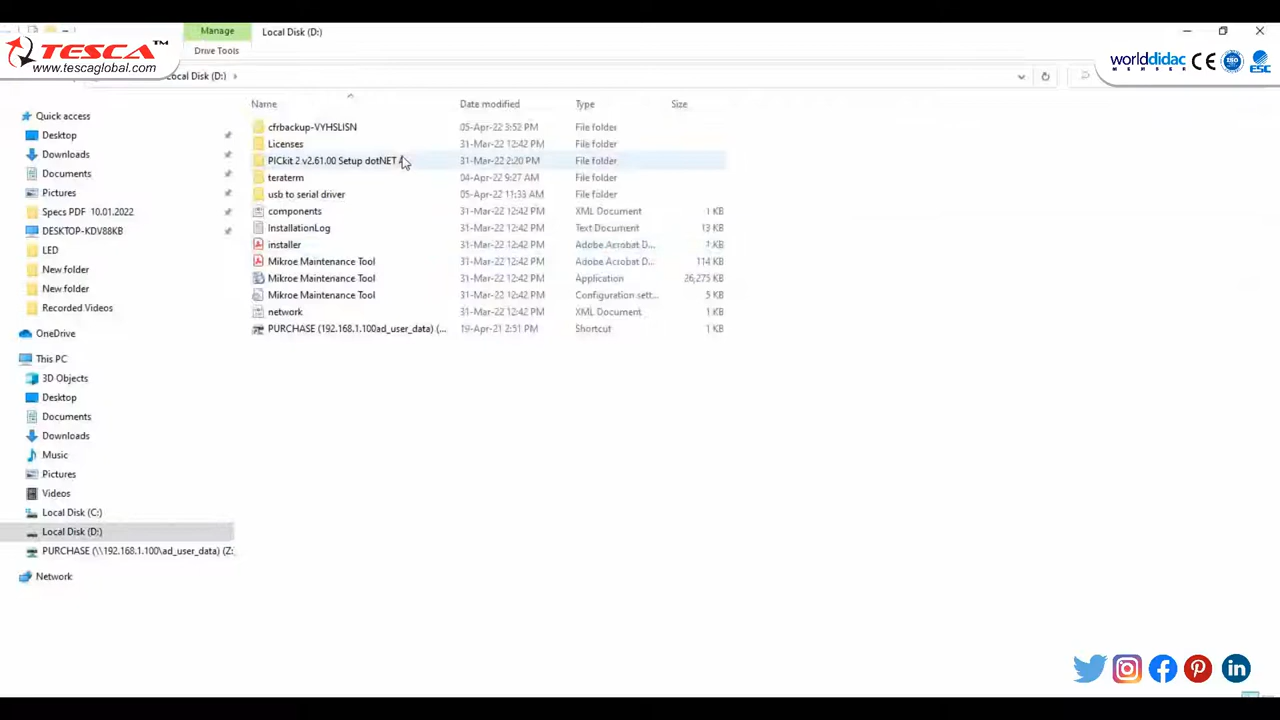 Manage
Local Disk (D:)
TESCA™
www.tescaglobal.com
Drive Tools
Local Disk (D:)
worlddidac
MEMBER
CE
ISO
ESC
Name
Date modified
Type
Size
Quick access
Desktop
Downloads
Documents
Pictures
Specs PDF 10.01.2022
DESKTOP-KDV88KB
LED
New folder
New folder
Recorded Videos
OneDrive
This PC
3D Objects
Desktop
Documents
Downloads
Music
Pictures
Videos
Local Disk (C:)
Local Disk (D:)
PURCHASE (\\192.168.1.100\ad_user_data) (Z:
Network
cfrbackup-VYHSLISN 05-Apr-22 3:52 PM File folder
Licenses 31-Mar-22 12:42 PM File folder
PICkit 2 v2.61.00 Setup dotNET 31-Mar-22 2:20 PM File folder
teraterm 04-Apr-22 9:27 AM File folder
usb to serial driver 05-Apr-22 11:33 AM File folder
components 31-Mar-22 12:42 PM XML Document 1 KB
InstallationLog 31-Mar-22 12:42 PM Text Document 13 KB
installer 31-Mar-22 12:42 PM Adobe Acrobat D... 1 KB
Mikroe Maintenance Tool 31-Mar-22 12:42 PM Adobe Acrobat D... 114 KB
Mikroe Maintenance Tool 31-Mar-22 12:42 PM Application 26,275 KB
Mikroe Maintenance Tool 31-Mar-22 12:42 PM Configuration sett... 5 KB
network 31-Mar-22 12:42 PM XML Document 1 KB
PURCHASE (192.168.1.100ad_user_data) (... 19-Apr-21 2:51 PM Shortcut 1 KB